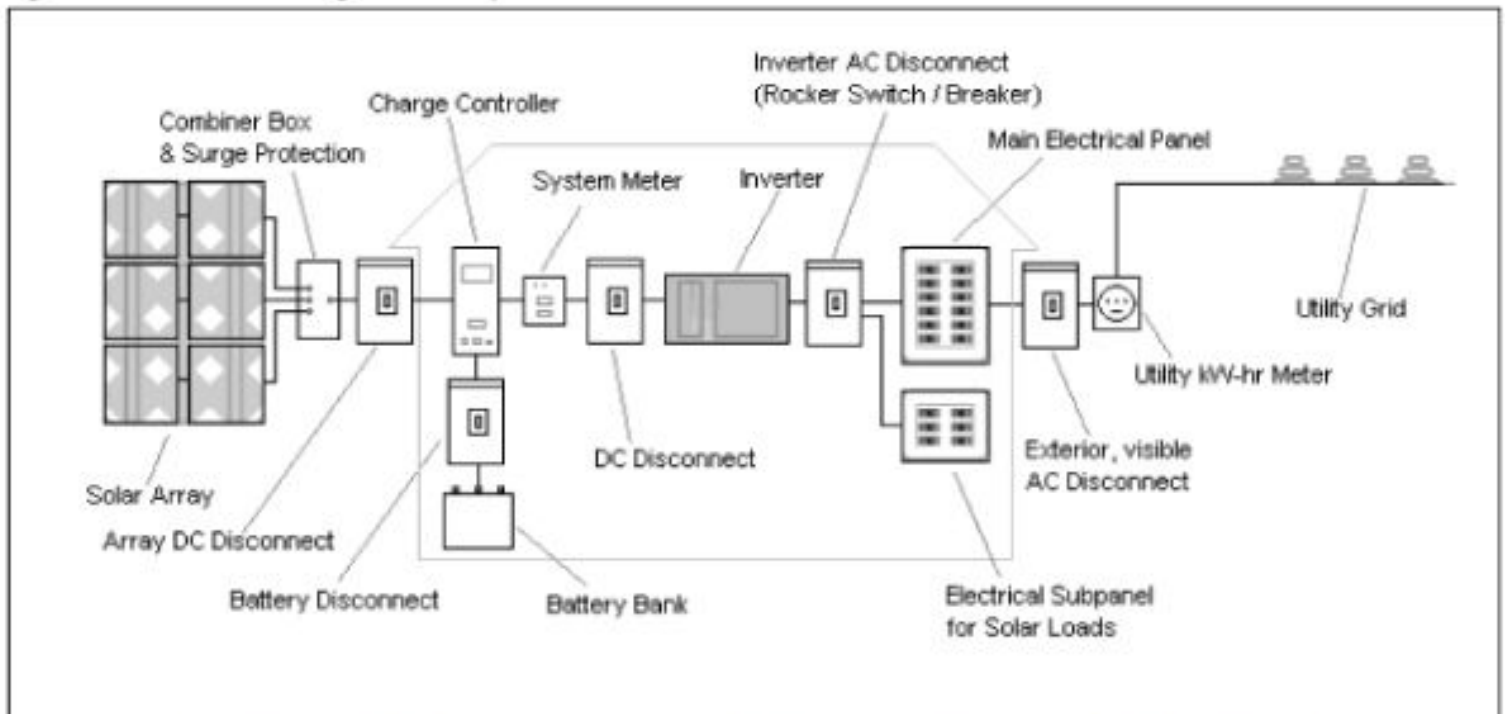 Inverter AC Disconnect
(Rocker Switch / Breaker)
Charge Controller
Combiner Box
& Surge Protection
Main Electrical Panel
System Meter
Inverter
Utility Grid
Utility kW-hr Meter
DC Disconnect
Exterior, visible
AC Disconnect
Solar Array
Array DC Disconnect
Battery Disconnect
Battery Bank
Electrical Subpanel
for Solar Loads